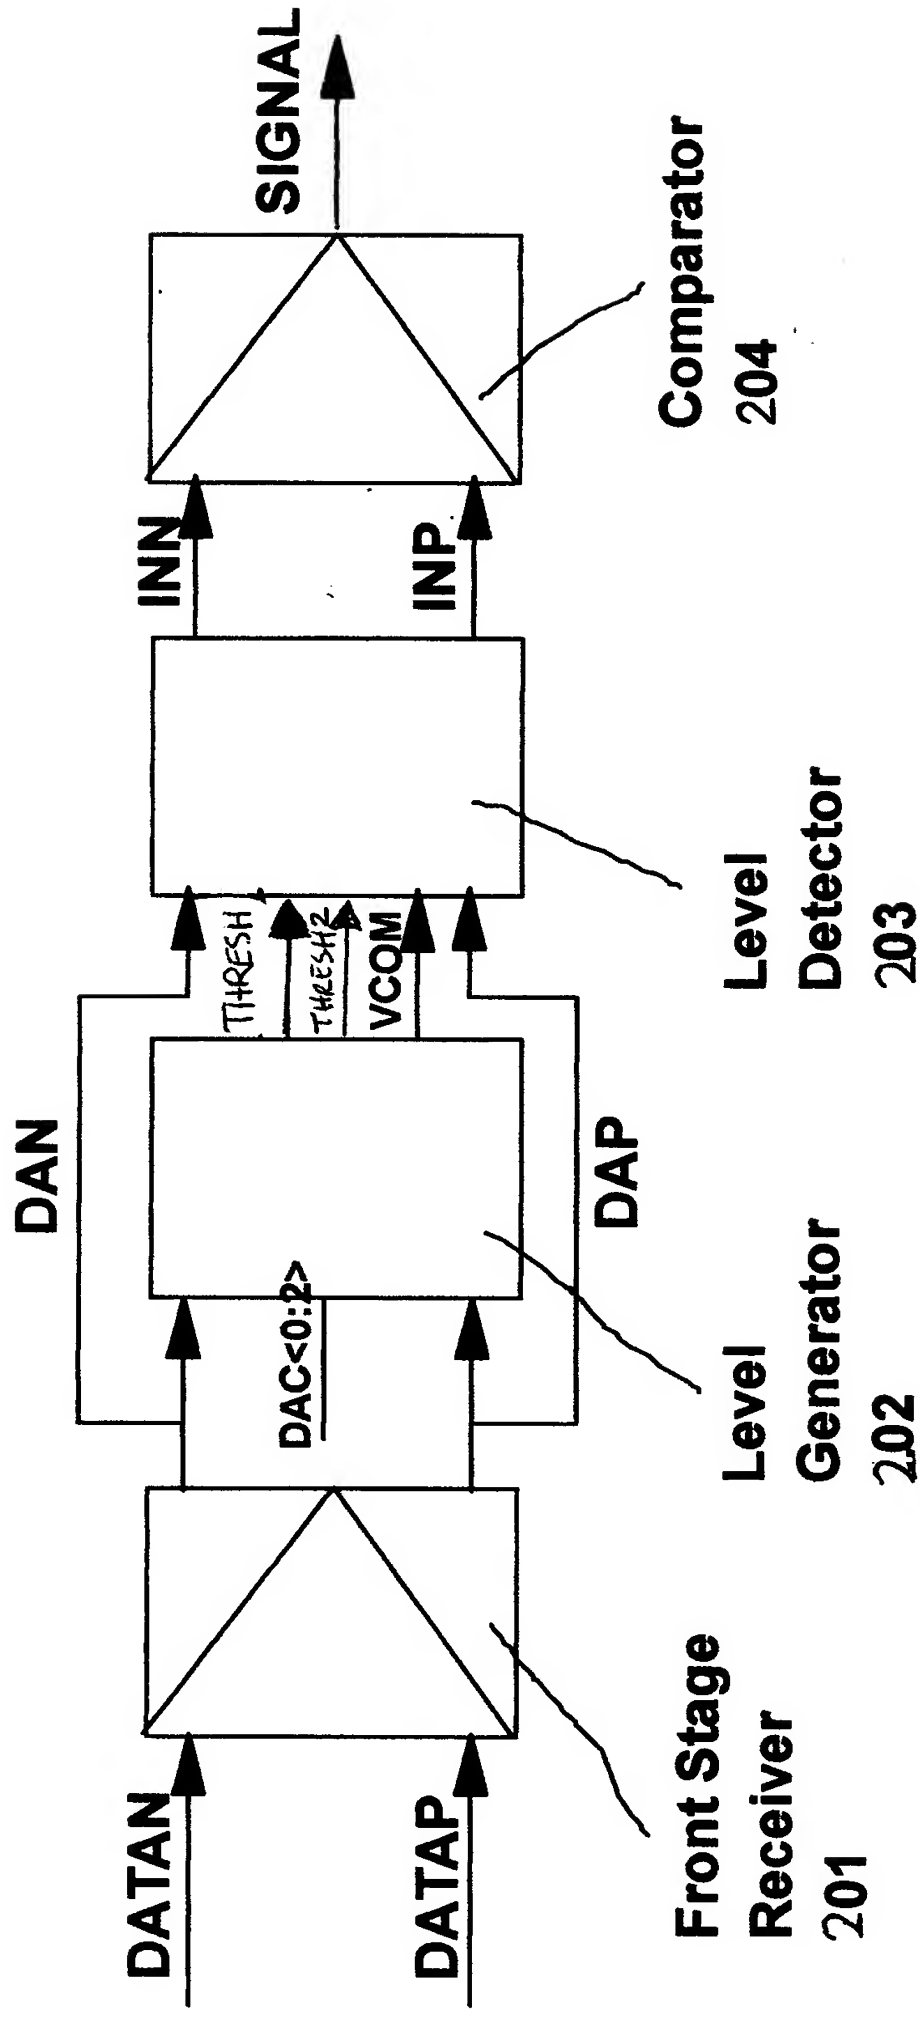 DATAN
DATAP
Front Stage
Receiver
201
DAN
DAC<0:2>
DAP
Level
Generator
202
THRESH
THRESH2
VCOM
Level
Detector
203
INN
INP
Comparator
204
SIGNAL